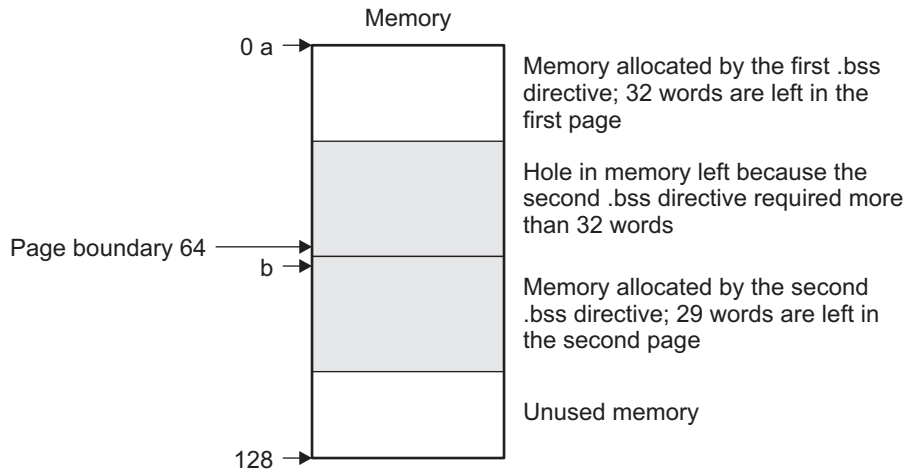 Memory
0 a
Memory allocated by the first .bss
directive; 32 words are left in the
first page
Hole in memory left because the
second .bss directive required more
than 32 words
Page boundary 64
b
Memory allocated by the second
.bss directive; 29 words are left in
the second page
Unused memory
128